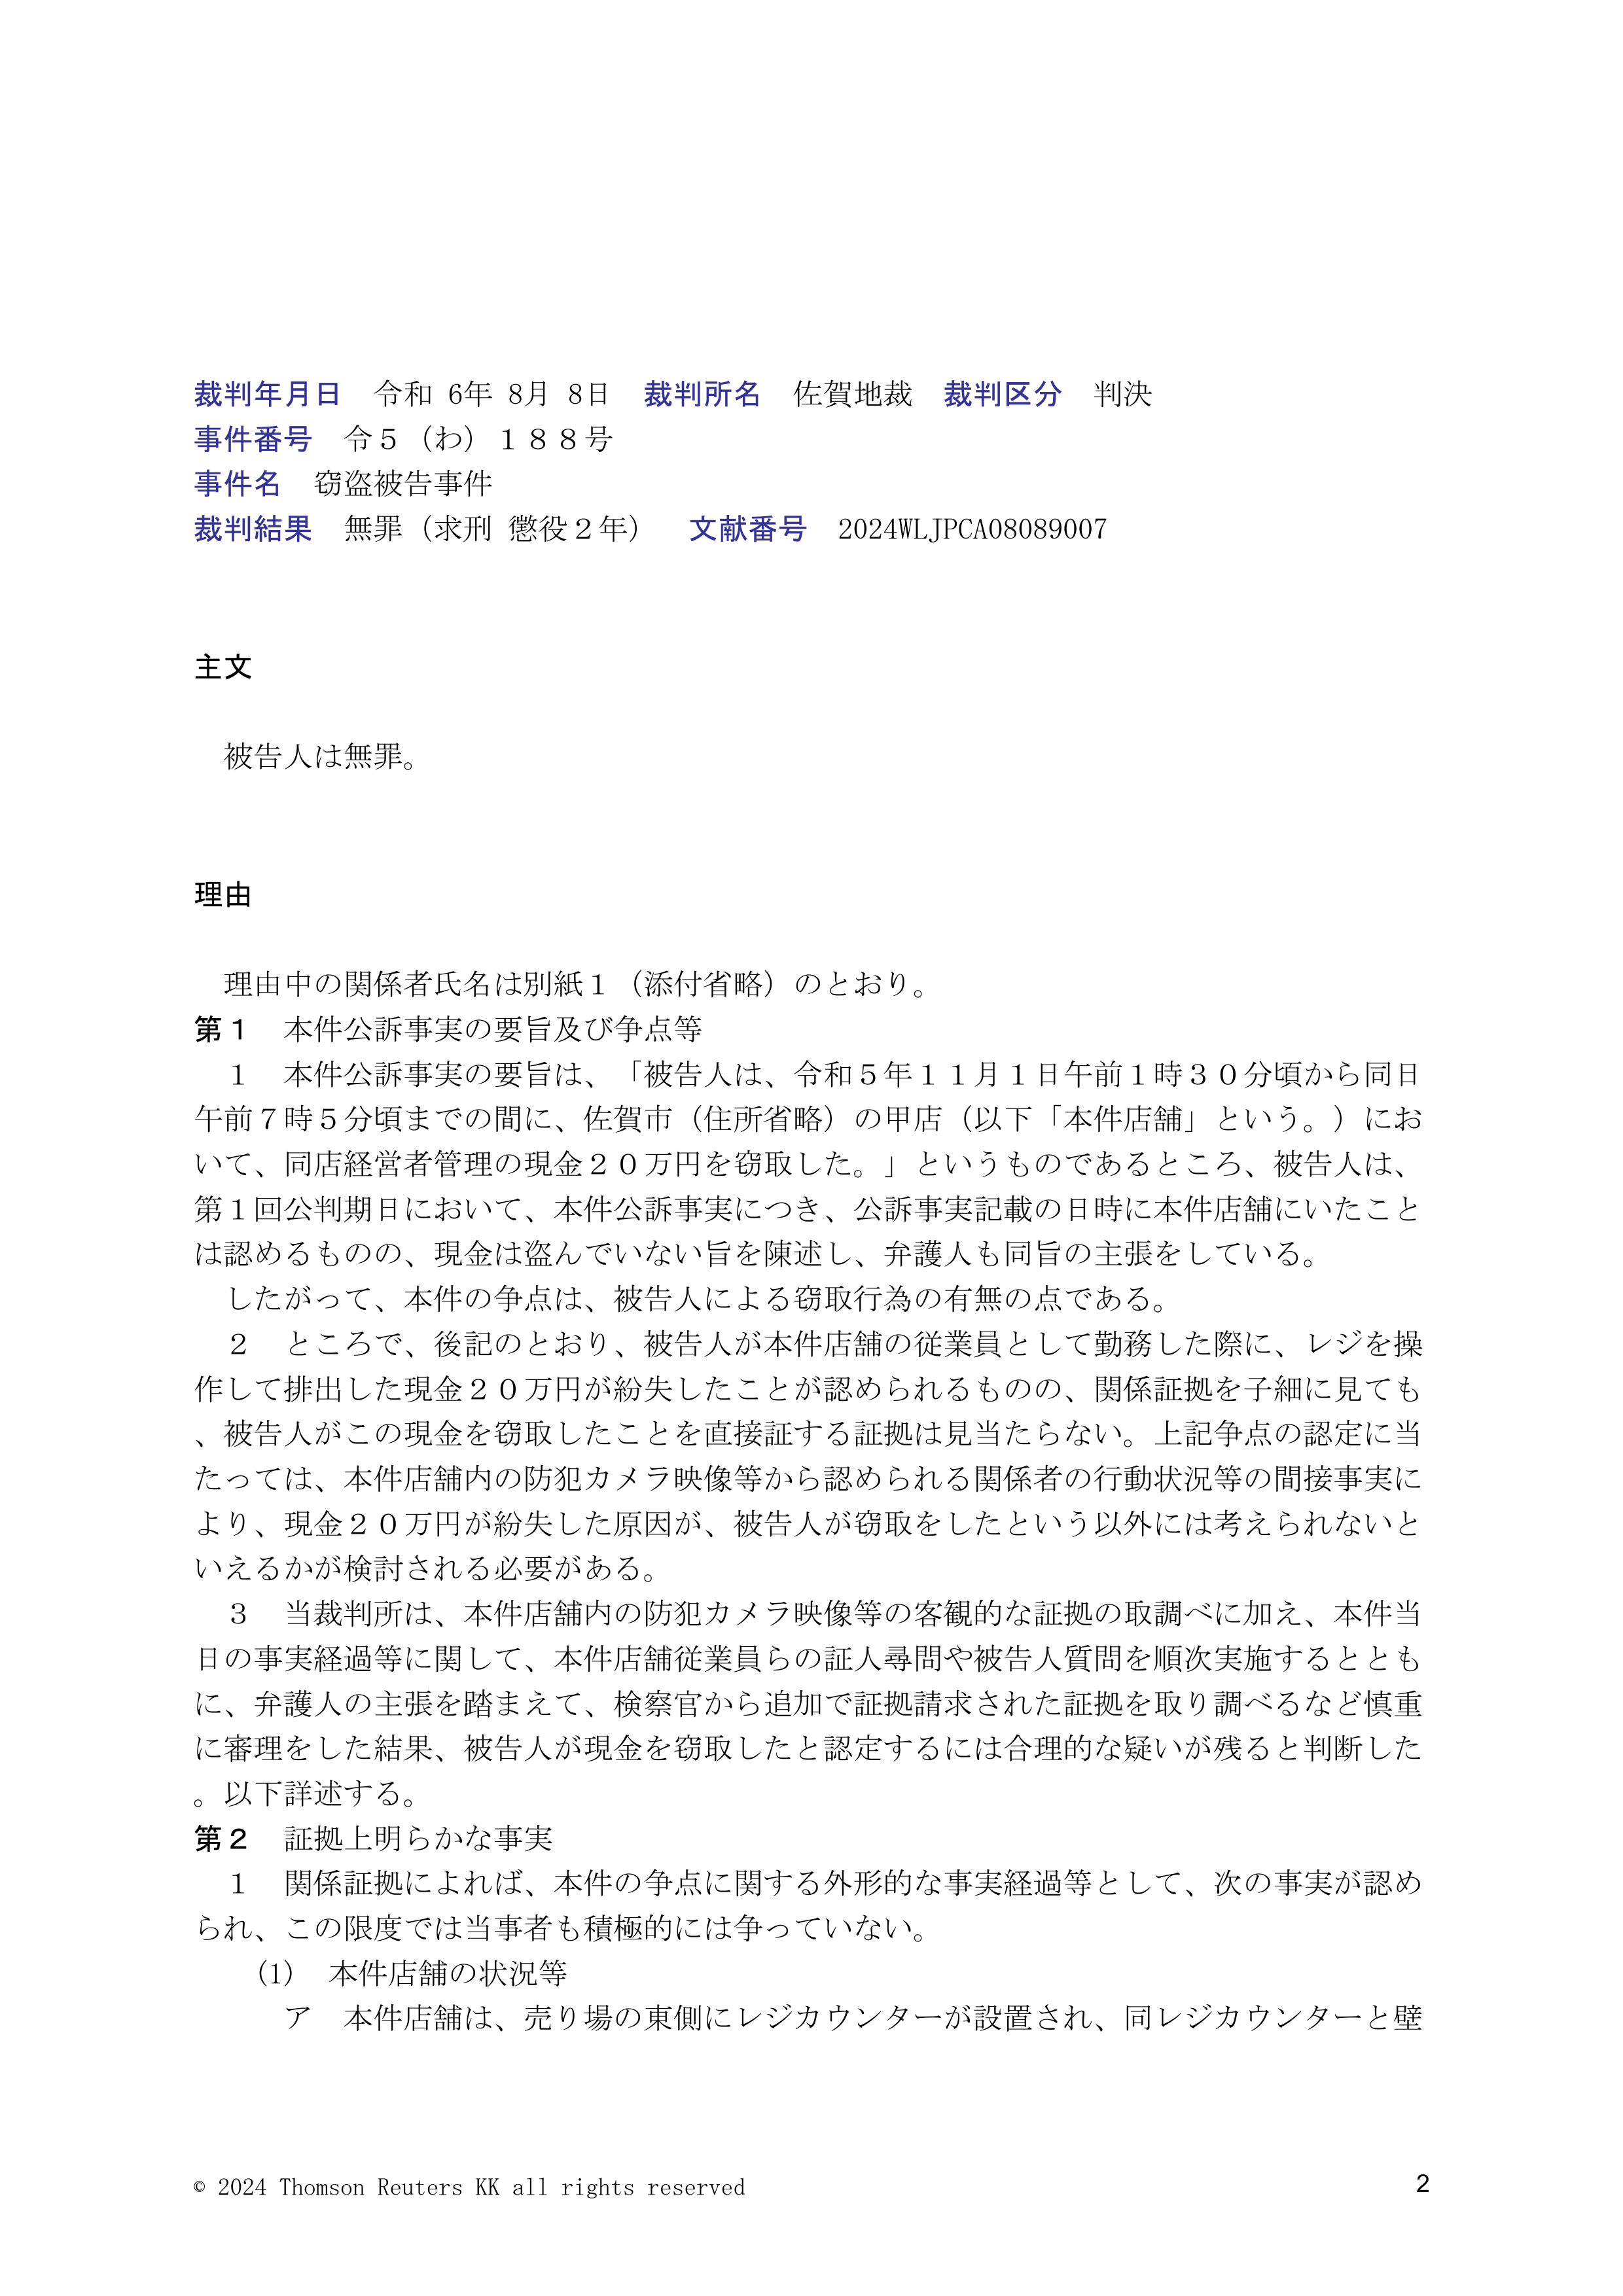 裁判年月日　令和 6年 8月 8日　裁判所名　佐賀地裁　裁判区分　判決
事件番号　令５（わ）１８８号
事件名　窃盗被告事件
裁判結果　無罪（求刑 懲役２年）　文献番号　2024WLJPCA08089007
主文
　被告人は無罪。
理由
　理由中の関係者氏名は別紙１（添付省略）のとおり。
第１　本件公訴事実の要旨及び争点等
　１　本件公訴事実の要旨は、「被告人は、令和５年１１月１日午前１時３０分頃から同日
午前７時５分頃までの間に、佐賀市（住所省略）の甲店（以下「本件店舗」という。）にお
いて、同店経営者管理の現金２０万円を窃取した。」というものであるところ、被告人は、
第１回公判期日において、本件公訴事実につき、公訴事実記載の日時に本件店舗にいたこと
は認めるものの、現金は盗んでいない旨を陳述し、弁護人も同旨の主張をしている。
　したがって、本件の争点は、被告人による窃取行為の有無の点である。
　２　ところで、後記のとおり、被告人が本件店舗の従業員として勤務した際に、レジを操
作して排出した現金２０万円が紛失したことが認められるものの、関係証拠を子細に見ても
、被告人がこの現金を窃取したことを直接証する証拠は見当たらない。上記争点の認定に当
たっては、本件店舗内の防犯カメラ映像等から認められる関係者の行動状況等の間接事実に
より、現金２０万円が紛失した原因が、被告人が窃取をしたという以外には考えられないと
いえるかが検討される必要がある。
　３　当裁判所は、本件店舗内の防犯カメラ映像等の客観的な証拠の取調べに加え、本件当
日の事実経過等に関して、本件店舗従業員らの証人尋問や被告人質問を順次実施するととも
に、弁護人の主張を踏まえて、検察官から追加で証拠請求された証拠を取り調べるなど慎重
に審理をした結果、被告人が現金を窃取したと認定するには合理的な疑いが残ると判断した
。以下詳述する。
第２　証拠上明らかな事実
　１　関係証拠によれば、本件の争点に関する外形的な事実経過等として、次の事実が認め
られ、この限度では当事者も積極的には争っていない。
　　(1)　本件店舗の状況等
　　　ア　本件店舗は、売り場の東側にレジカウンターが設置され、同レジカウンターと壁
© 2024 Thomson Reuters KK all rights reserved
2